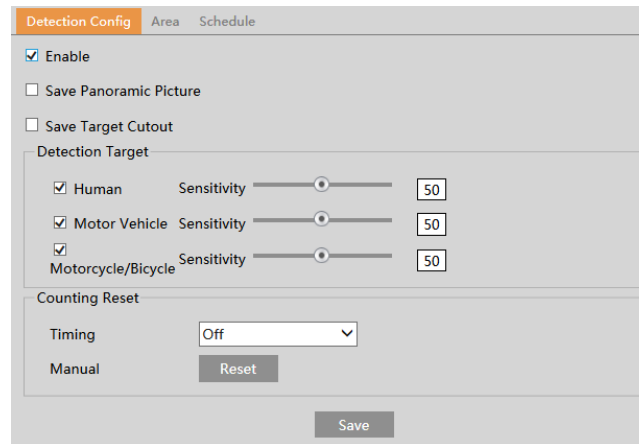 Detection Config Area Schedule
Enable
Save Panoramic Picture
Save Target Cutout
Detection Target
Human Sensitivity 50
Motor Vehicle Sensitivity 50
Motorcycle/Bicycle Sensitivity 50
Counting Reset
Timing Off
Manual Reset
Save